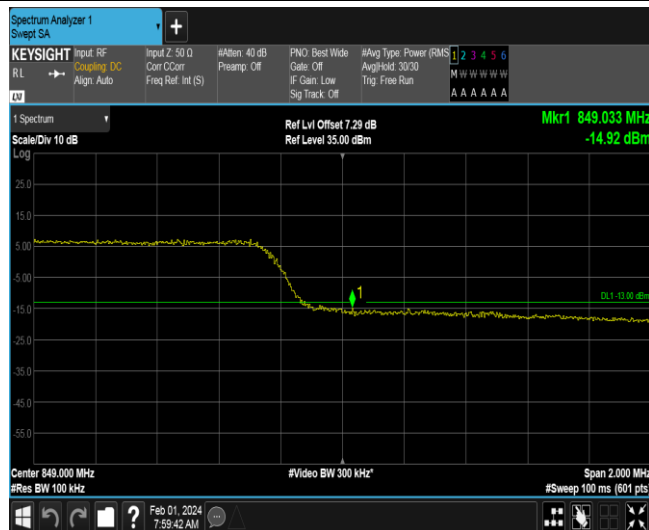 Spectrum Analyzer 1
Swept SA
+
KEYSIGHT
RL
LXI
Input: RF
Coupling: DC
Align: Auto
Input Z: 50 Ω
Corr CCorr
Freq Ref: Int (S)
#Atten: 40 dB
Preamp: Off
PNO: Best Wide
Gate: Off
IF Gain: Low
Sig Track: Off
#Avg Type: Power (RMS
Avg|Hold: 30/30
Trig: Free Run
1 2 3 4 5 6
M W W W W W
A A A A A A
1 Spectrum
Scale/Div 10 dB
Log
Ref Lvl Offset 7.29 dB
Ref Level 35.00 dBm
Mkr1 849.033 MHz
-14.92 dBm
25.0
15.0
5.00
-5.00
1
DL1 -13.00 dBm
-15.0
-25.0
-35.0
-45.0
-55.0
Center 849.000 MHz
#Video BW 300 kHz*
Span 2.000 MHz
#Res BW 100 kHz
#Sweep 100 ms (601 pts)
?
Feb 01, 2024
7:59:42 AM